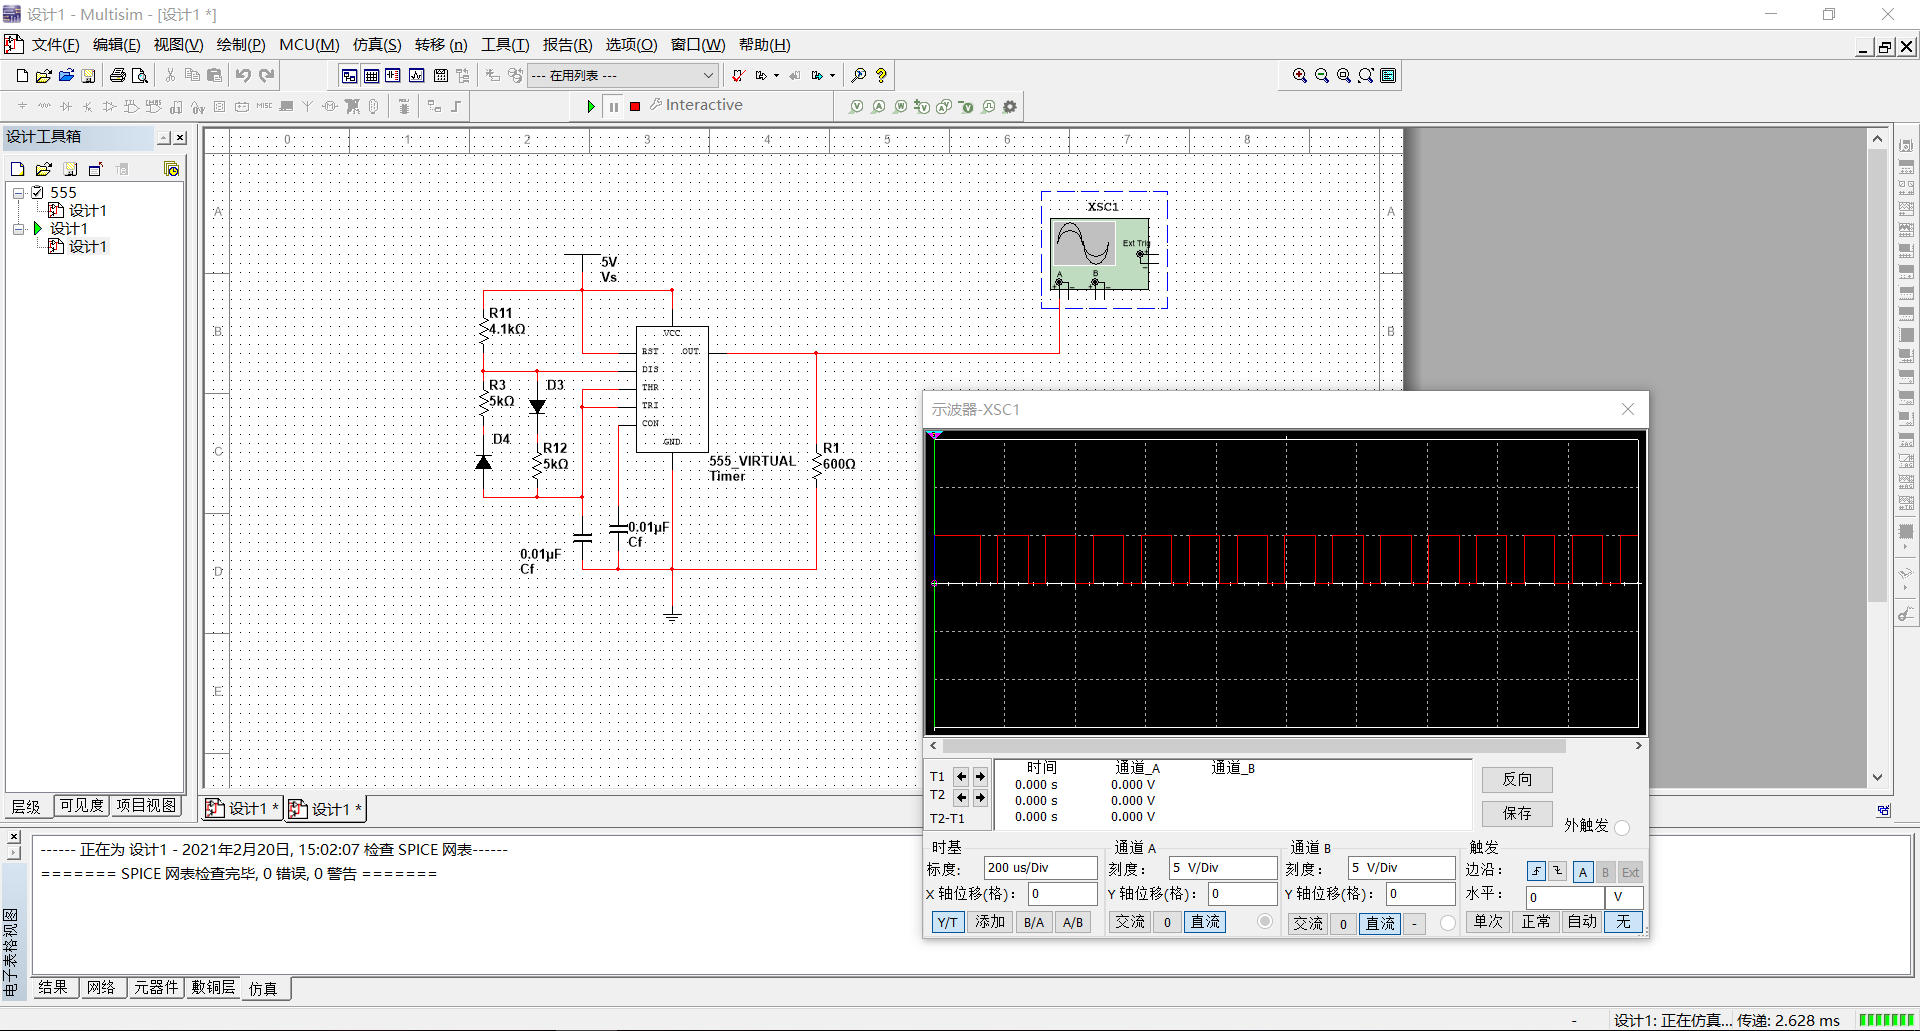 设计1 - Multisim - [设计1 *]
文件(F) 编辑(E) 视图(V) 绘制(P) MCU(M) 仿真(S) 转移 (n) 工具(T) 报告(R) 选项(O) 窗口(W) 帮助(H)
--- 在用列表 ---
Interactive
设计工具箱
555
设计1
设计1
设计1
层级 可见度 项目视图
0 1 2 3 4 5 6 7 8
A A
B B
C
D
E
XSC1
Ext Trig
A B
5V
Vs
R11
4.1kΩ
R3
5kΩ
D3
D4
R12
5kΩ
VCC
RST OUT
DIS
THR
TRI
CON
GND
555_VIRTUAL
Timer
R1
600Ω
0.01µF
Cf
0.01µF
Cf
设计1 * 设计1 *
示波器-XSC1
时间 通道_A 通道_B
T1 0.000 s 0.000 V
T2 0.000 s 0.000 V
T2-T1 0.000 s 0.000 V
反向
保存
外触发
时基 通道 A 通道 B 触发
标度: 200 us/Div 刻度: 5 V/Div 刻度: 5 V/Div 边沿: A B Ext
X 轴位移(格): 0 Y 轴位移(格): 0 Y 轴位移(格): 0 水平: 0 V
Y/T 添加 B/A A/B 交流 0 直流 交流 0 直流 - 单次 正常 自动 无
------ 正在为 设计1 - 2021年2月20日, 15:02:07 检查 SPICE 网表------
======= SPICE 网表检查完毕, 0 错误, 0 警告 =======
电子表格视图
结果 网络 元器件 敷铜层 仿真
- 设计1: 正在仿真... 传递: 2.628 ms